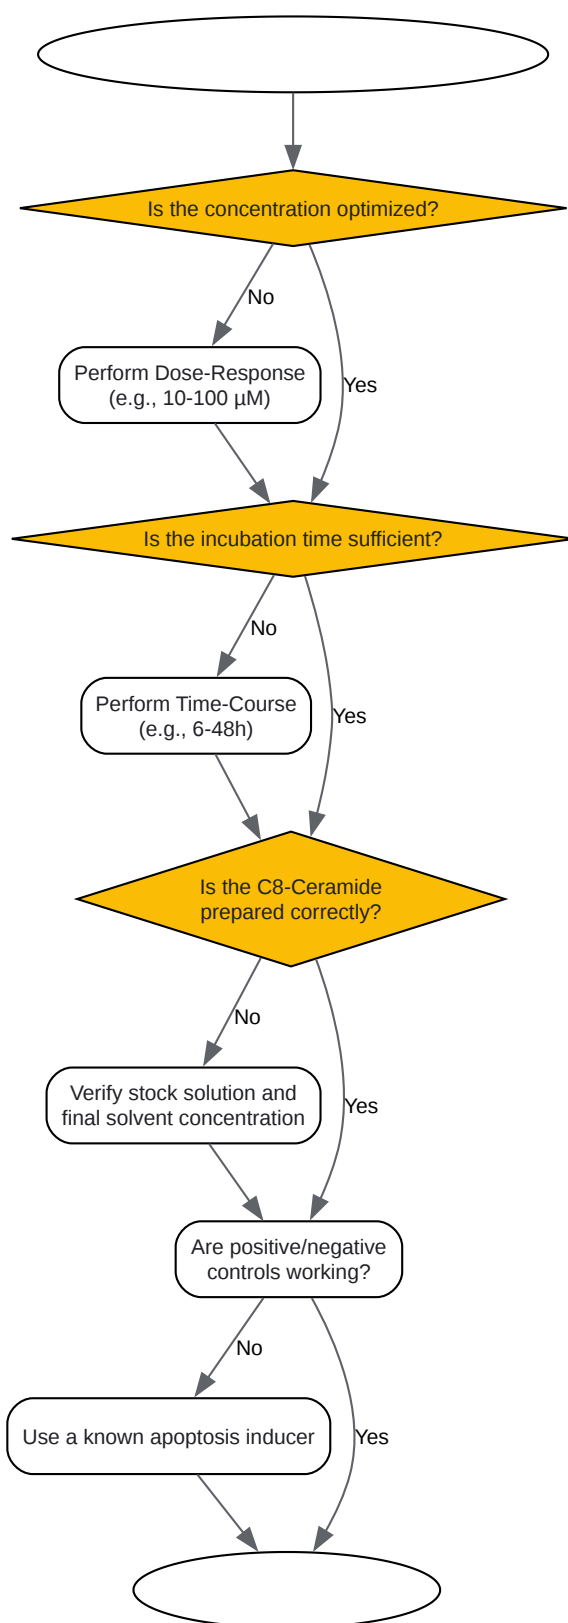 Is the concentration optimized?
No
Perform Dose-Response
(e.g., 10-100 µM)
Yes
Is the incubation time sufficient?
No
Perform Time-Course
(e.g., 6-48h)
Yes
Is the C8-Ceramide
prepared correctly?
No
Verify stock solution and
final solvent concentration
Yes
Are positive/negative
controls working?
No
Use a known apoptosis inducer
Yes